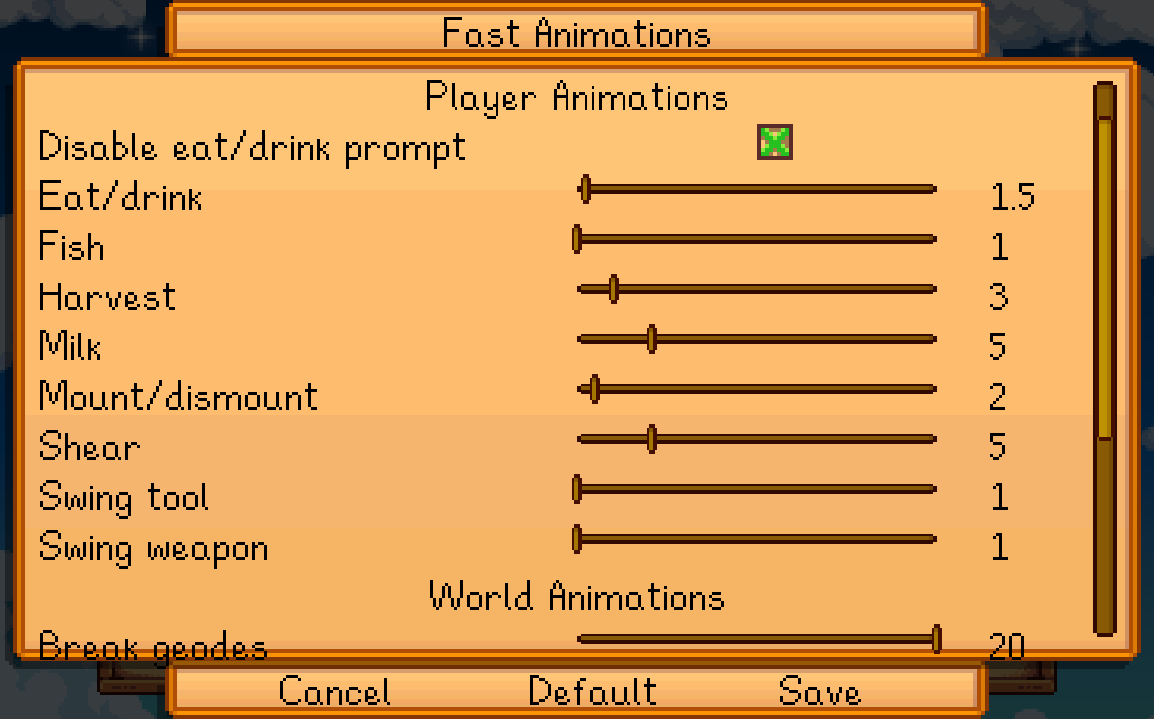 Fast Animations
Player Animations
Disable eat/drink prompt
Eat/drink 1.5
Fish 1
Harvest 3
Milk 5
Mount/dismount 2
Shear 5
Swing tool 1
Swing weapon 1
World Animations
Break geodes 20
Cancel Default Save